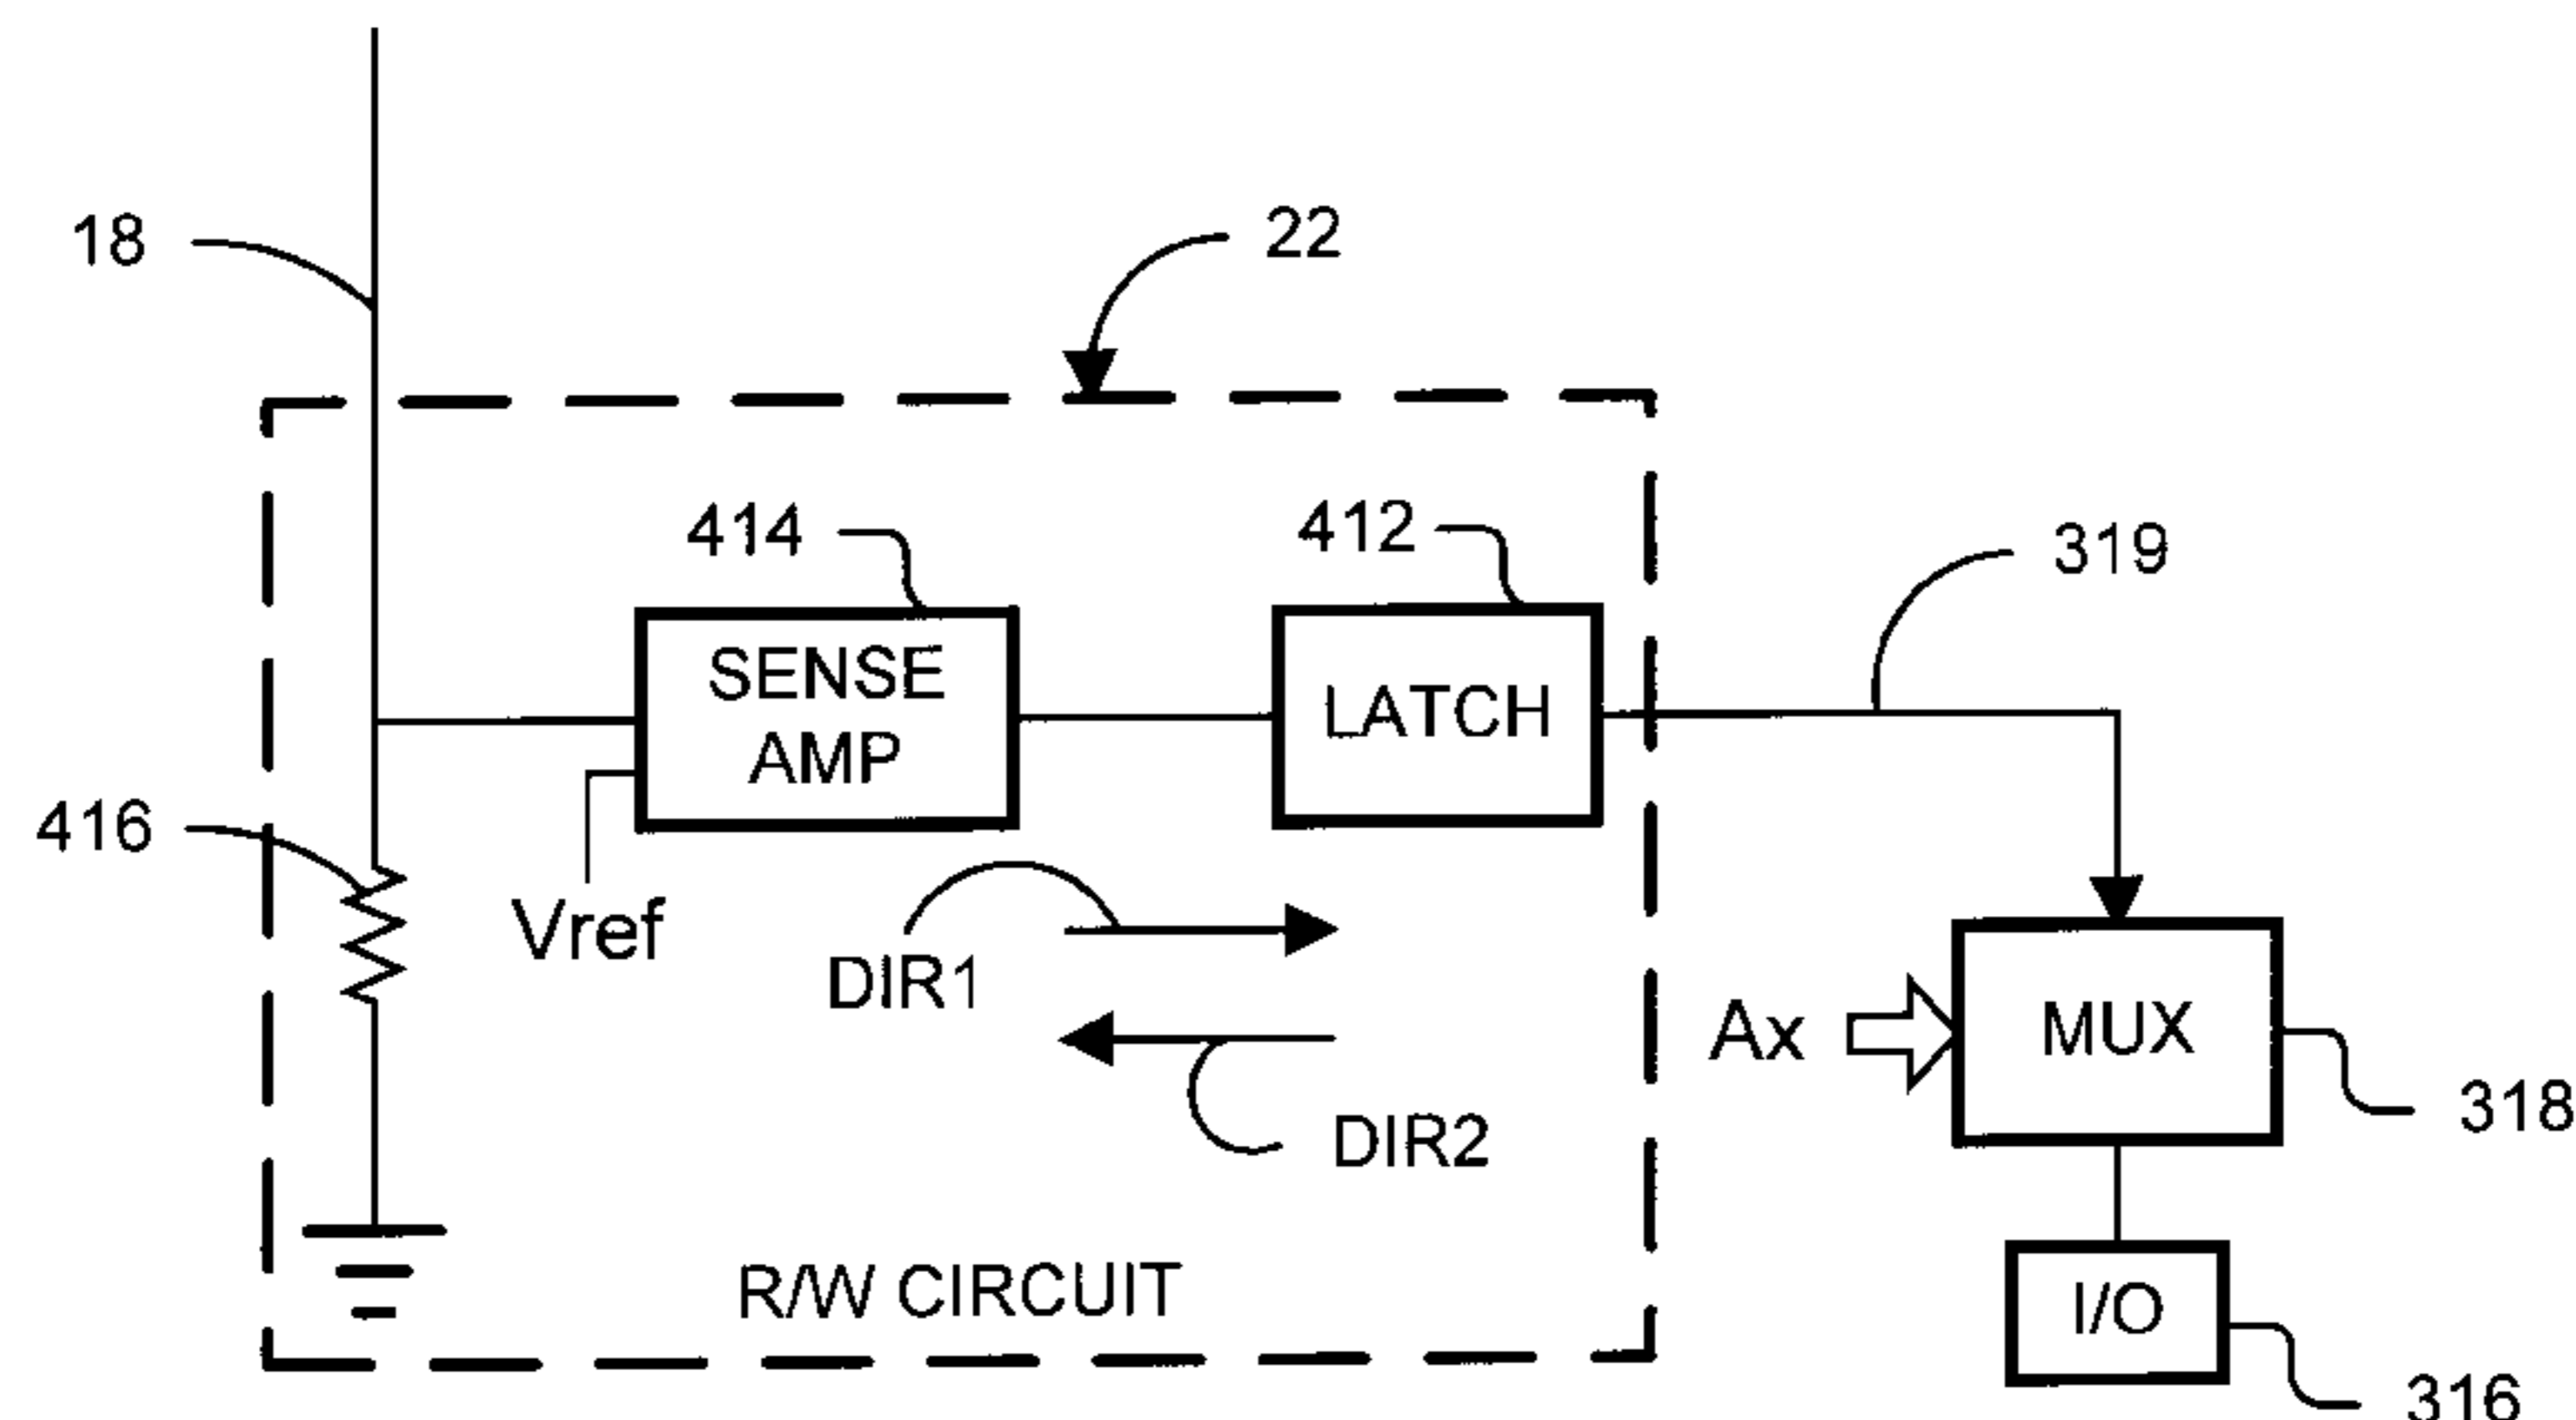 18
22
414
412
319
SENSE
AMP
LATCH
416
Vref
DIR1
Ax
MUX
318
DIR2
R/W CIRCUIT
I/O
316